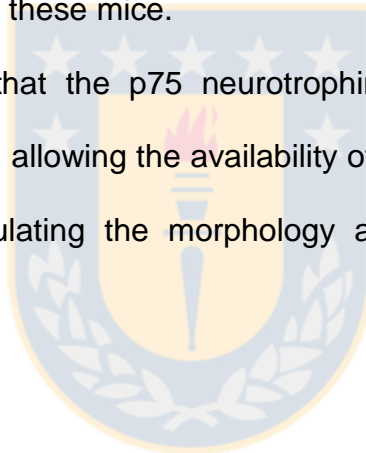 these mice.
that the p75 neurotrophin
allowing the availability of
ulating the morphology a